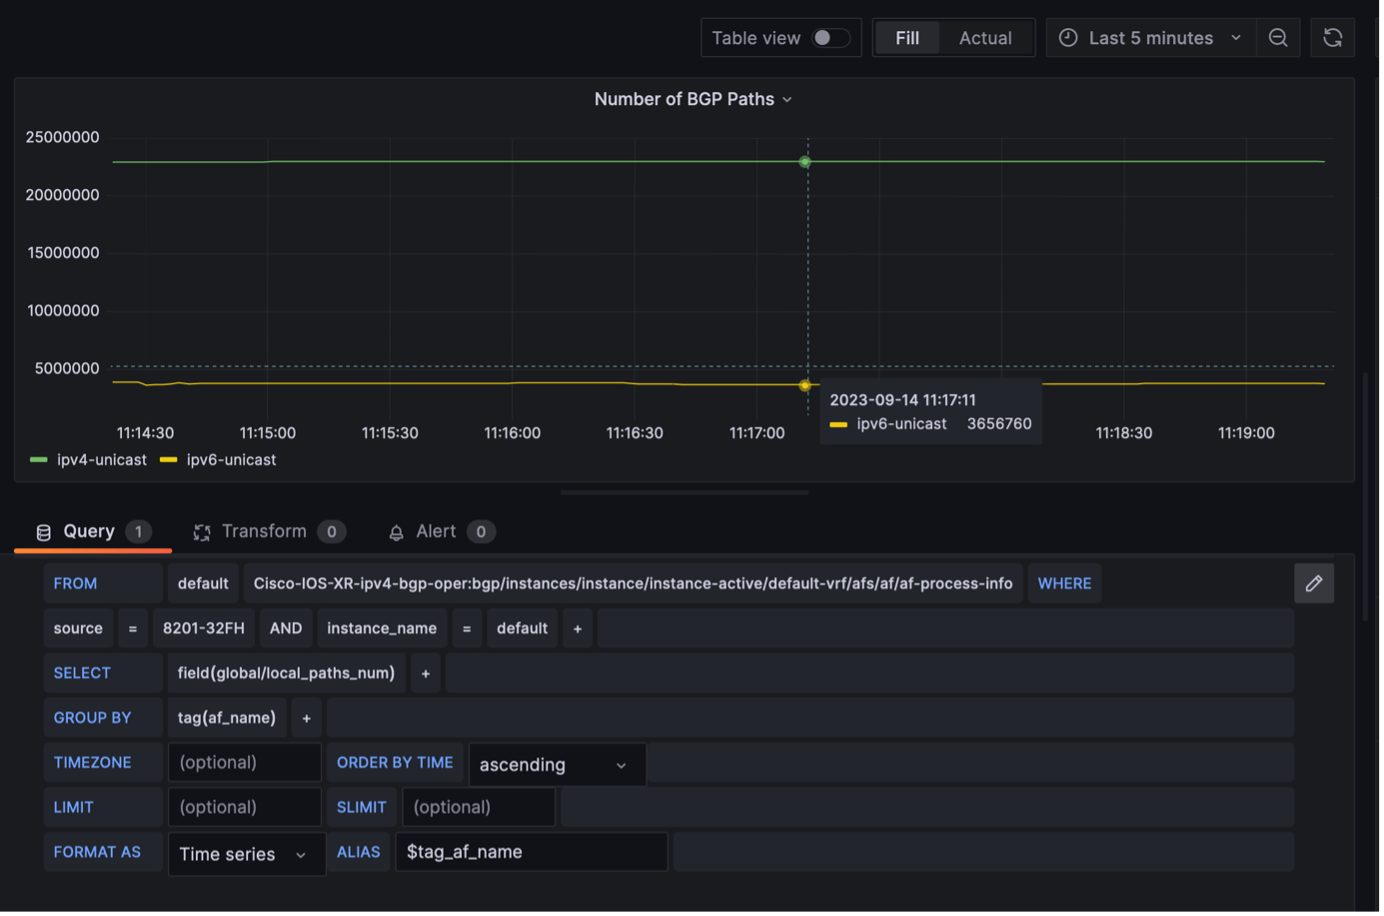 Table view Fill Actual Last 5 minutes
Number of BGP Paths
25000000
20000000
15000000
10000000
5000000
2023-09-14 11:17:11
ipv6-unicast 3656760
11:14:30 11:15:00 11:15:30 11:16:00 11:16:30 11:17:00 11:18:30 11:19:00
ipv4-unicast ipv6-unicast
Query 1 Transform 0 Alert 0
FROM default Cisco-IOS-XR-ipv4-bgp-oper:bgp/instances/instance/instance-active/default-vrf/afs/af/af-process-info WHERE
source = 8201-32FH AND instance_name = default +
SELECT field(global/local_paths_num) +
GROUP BY tag(af_name) +
TIMEZONE (optional) ORDER BY TIME ascending
LIMIT (optional) SLIMIT (optional)
FORMAT AS Time series ALIAS $tag_af_name